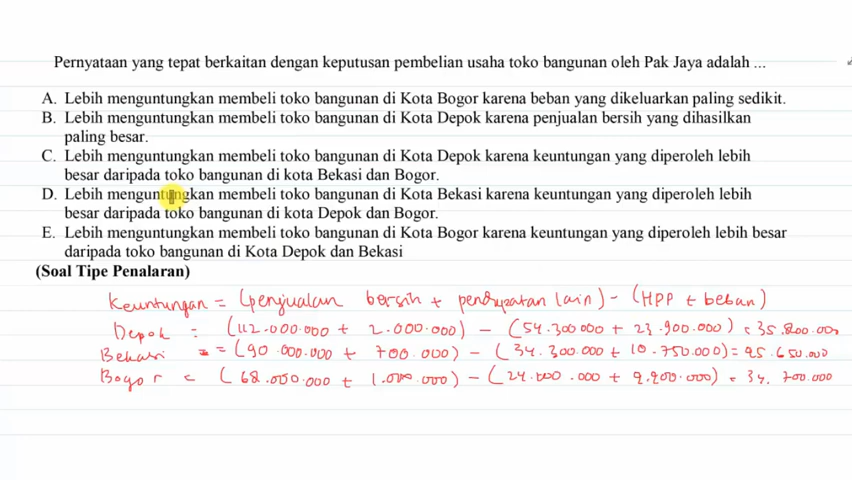 Pernyataan yang tepat berkaitan dengan keputusan pembelian usaha toko bangunan oleh Pak Jaya adalah ...
A. Lebih menguntungkan membeli toko bangunan di Kota Bogor karena beban yang dikeluarkan paling sedikit.
B. Lebih menguntungkan membeli toko bangunan di Kota Depok karena penjualan bersih yang dihasilkan
paling besar.
C. Lebih menguntungkan membeli toko bangunan di Kota Depok karena keuntungan yang diperoleh lebih
besar daripada toko bangunan di kota Bekasi dan Bogor.
D. Lebih menguntungkan membeli toko bangunan di Kota Bekasi karena keuntungan yang diperoleh lebih
besar daripada toko bangunan di kota Depok dan Bogor.
E. Lebih menguntungkan membeli toko bangunan di Kota Bogor karena keuntungan yang diperoleh lebih besar
daripada toko bangunan di Kota Depok dan Bekasi
(Soal Tipe Penalaran)
Keuntungan = (penjualan bersih + pendapatan lain) - (HPP + beban)
Depok = (112.000.000 + 2.000.000) - (54.300.000 + 23.900.000) = 35.800.000
Bekasi = = (90.000.000 + 700.000) - (34.300.000 + 10.750.000) = 45.650.000
Bogor = (68.000.000 + 1.000.000) - (24.000.000 + 9.200.000) = 34.700.000